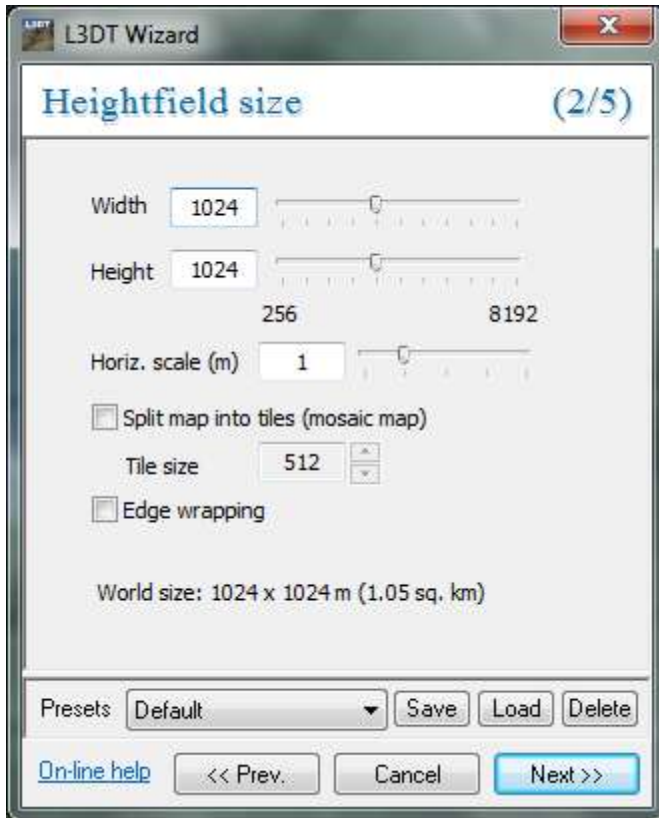 L3DT Wizard
Heightfield size (2/5)
Width 1024
Height 1024
256 8192
Horiz. scale (m) 1
Split map into tiles (mosaic map)
Tile size 512
Edge wrapping
World size: 1024 x 1024 m (1.05 sq. km)
Presets Default Save Load Delete
On-line help << Prev. Cancel Next >>